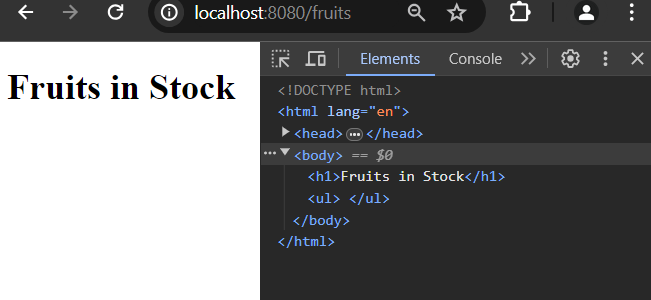 localhost:8080/fruits
Fruits in Stock
Elements Console
<!DOCTYPE html>
<html lang="en">
<head> ••• </head>
••• <body> == $0
<h1>Fruits in Stock</h1>
<ul> </ul>
</body>
</html>